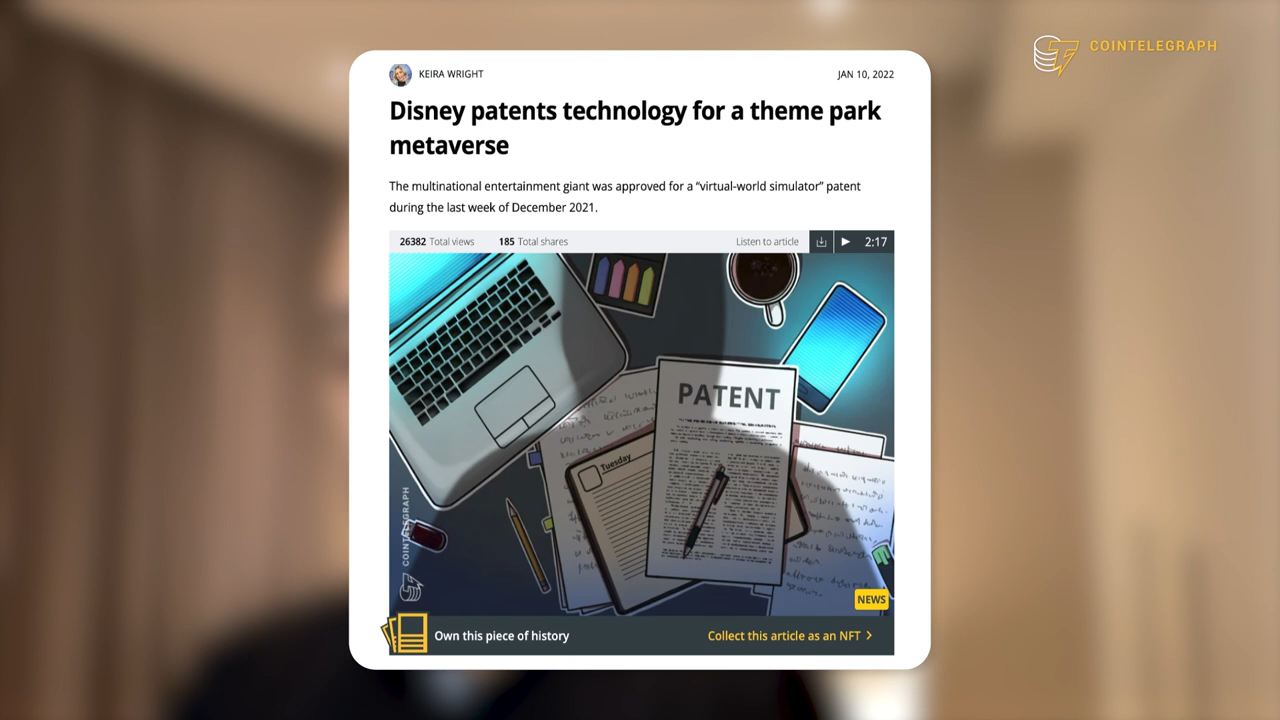 COINTELEGRAPH
KEIRA WRIGHT
JAN 10, 2022
Disney patents technology for a theme park
metaverse
The multinational entertainment giant was approved for a “virtual-world simulator” patent
during the last week of December 2021.
26382 Total views 185 Total shares Listen to article 2:17
PATENT
Tuesday
COINTELEGRAPH
NEWS
Own this piece of history
Collect this article as an NFT >